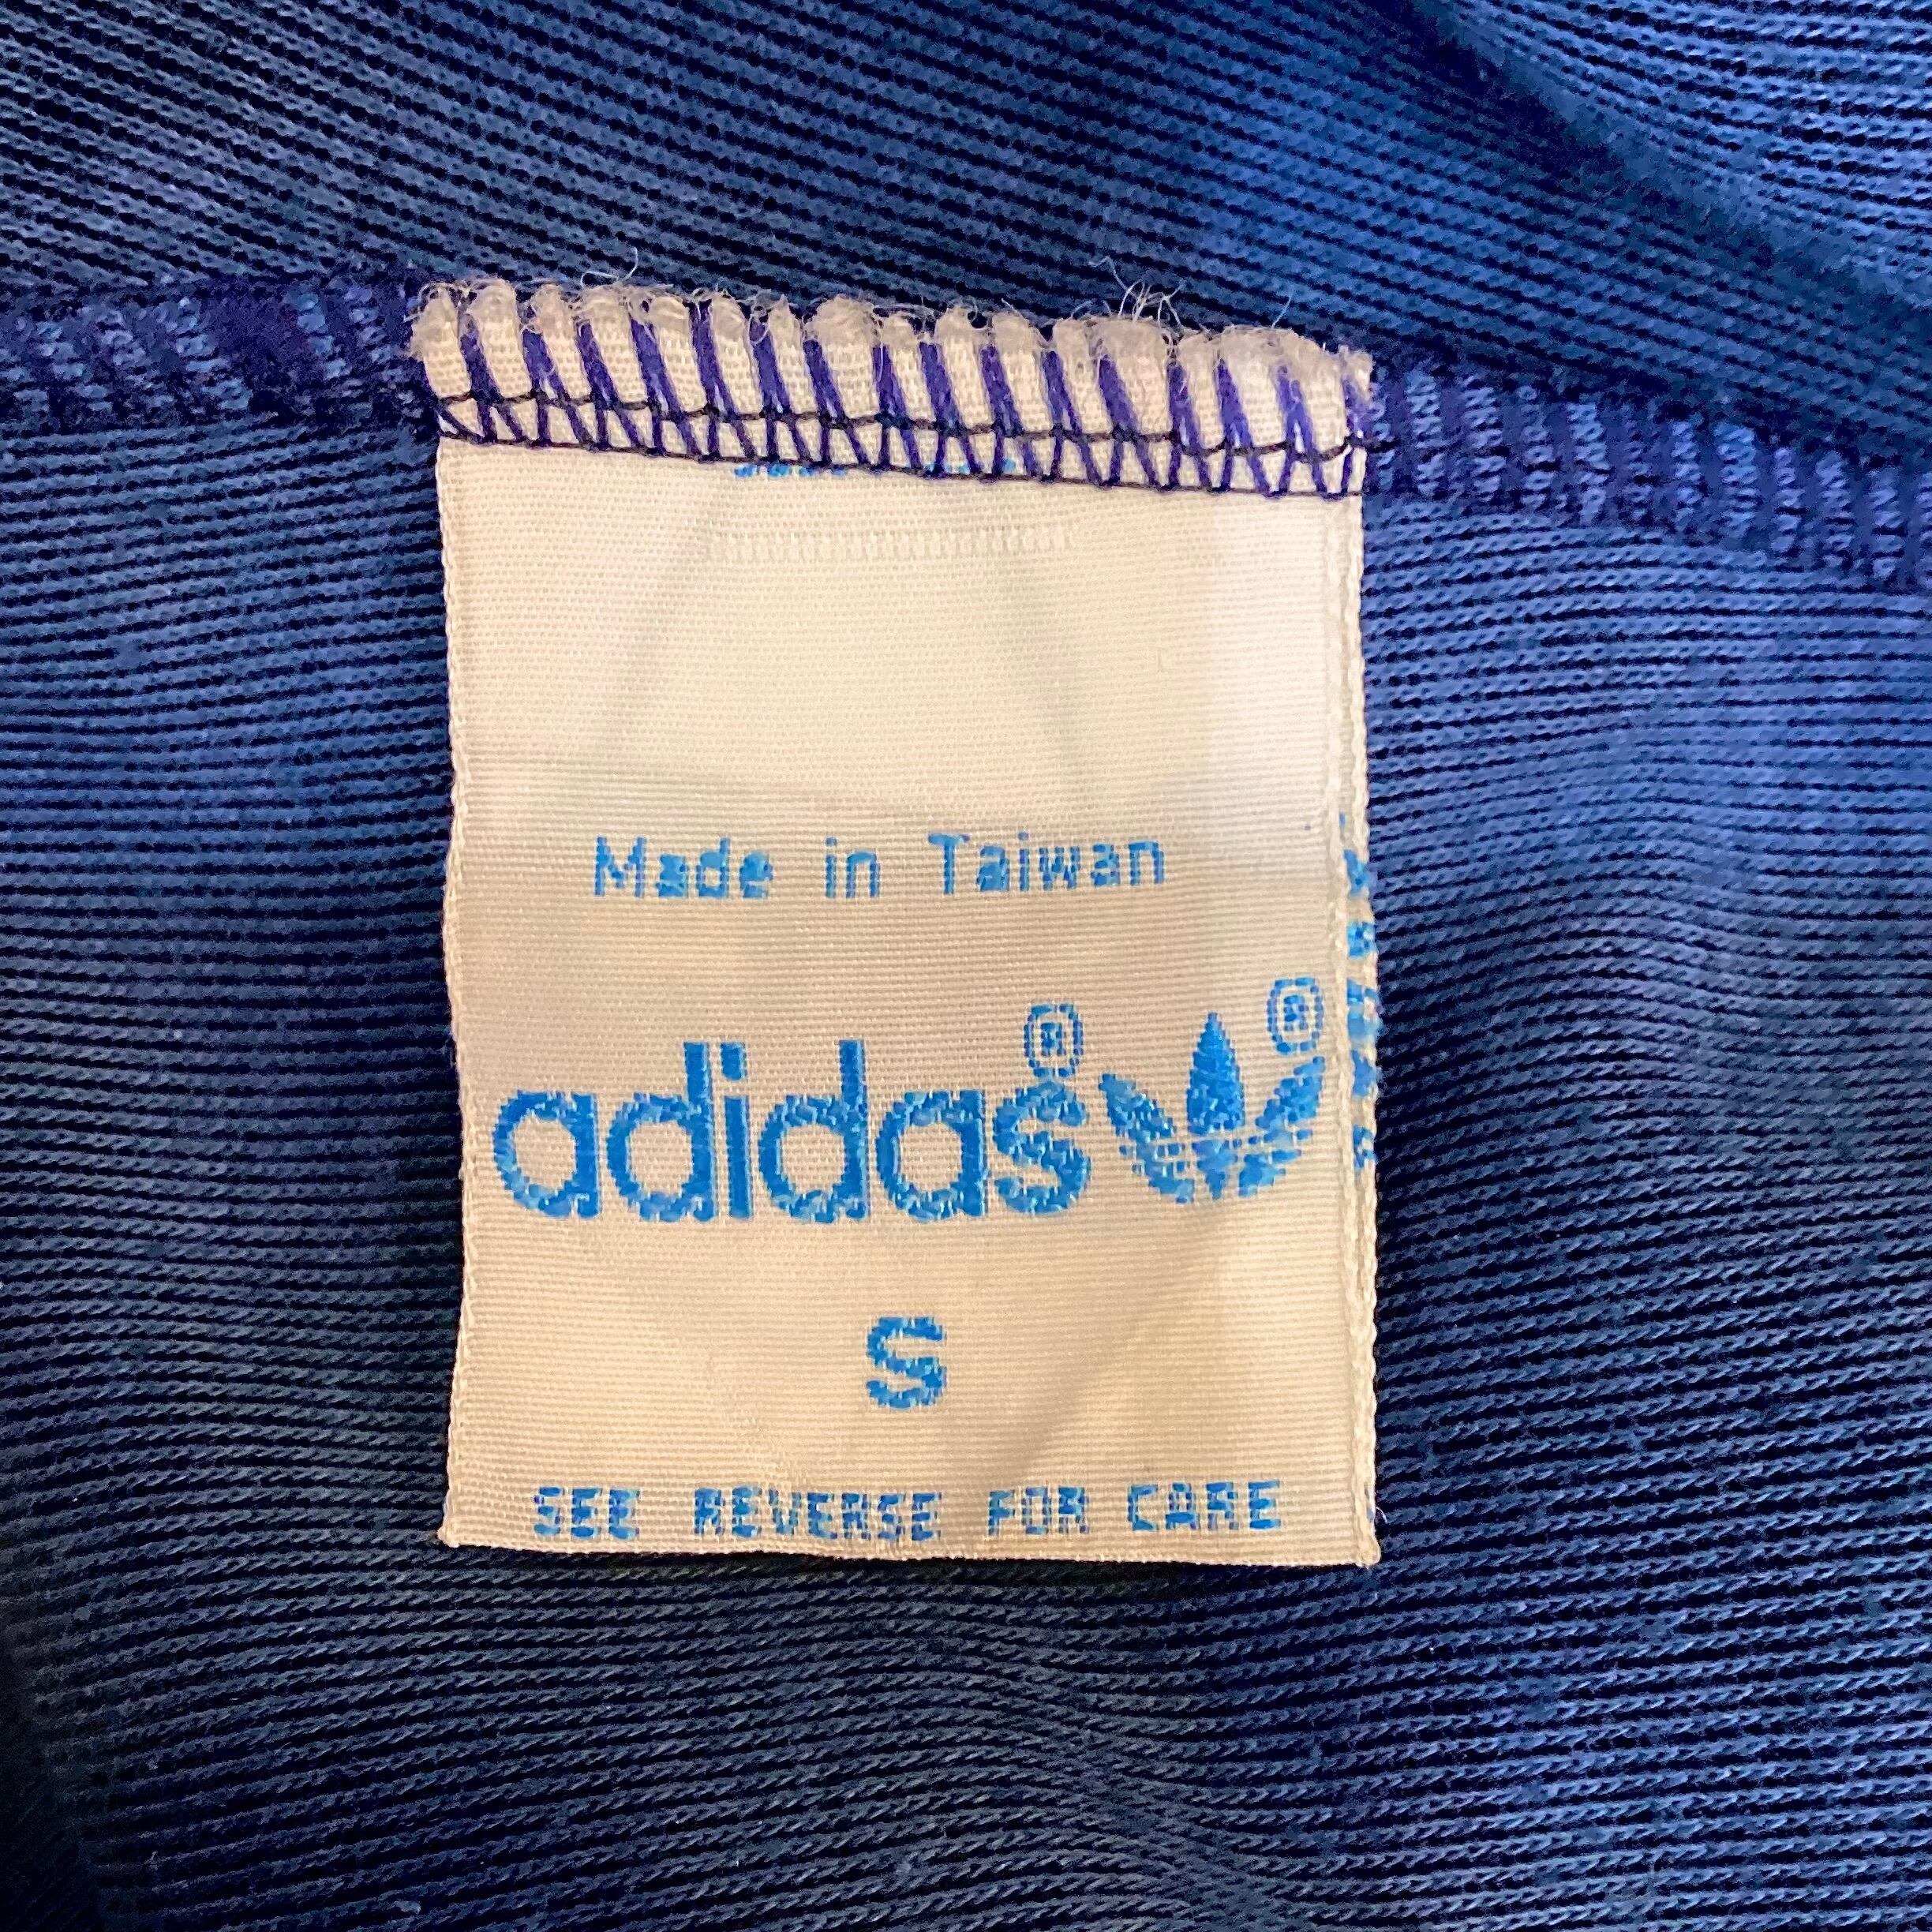 Made in Taiwan
adidas® ®
S
SEE REVERSE FOR CARE